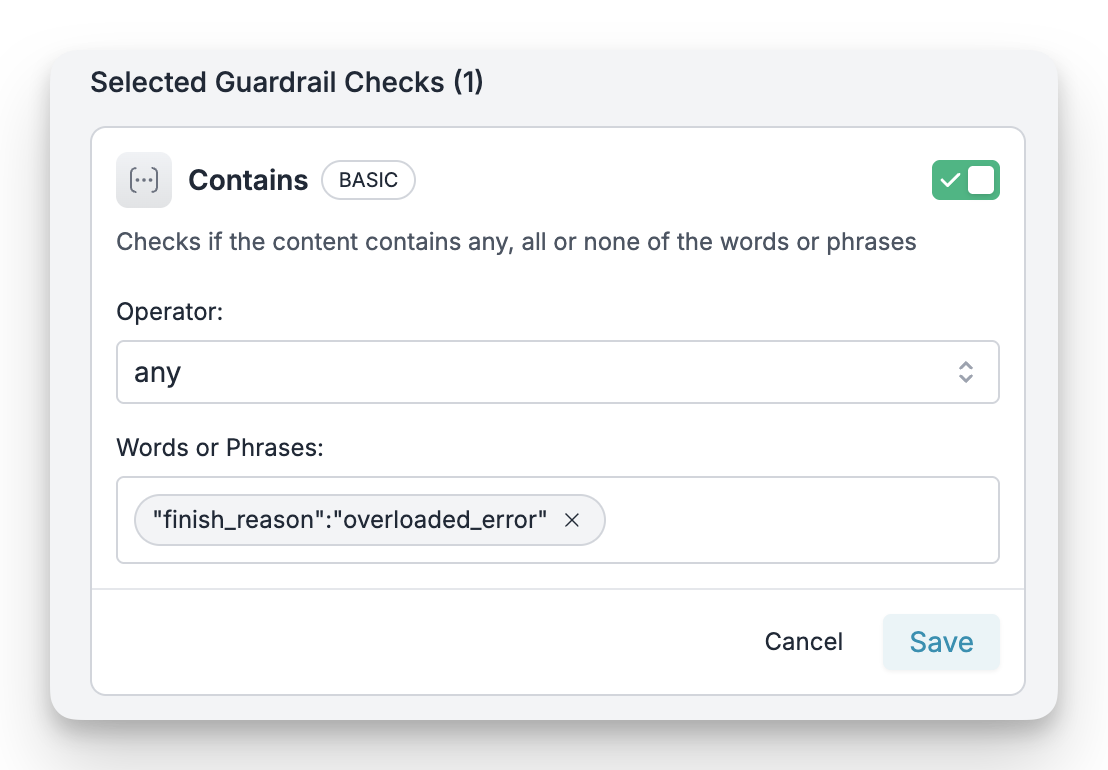 Selected Guardrail Checks (1)
Contains BASIC
Checks if the content contains any, all or none of the words or phrases
Operator:
any
Words or Phrases:
"finish_reason":"overloaded_error" ×
Cancel Save